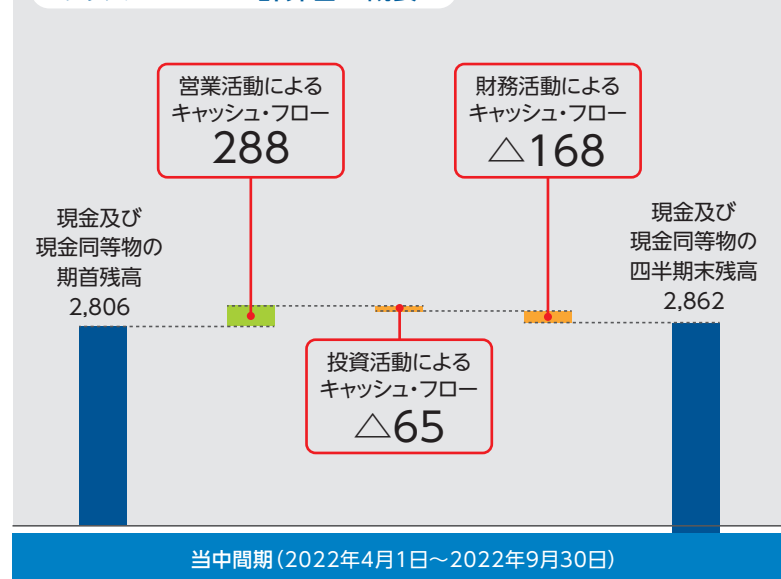 営業活動による
キャッシュ・フロー
288
財務活動による
キャッシュ・フロー
△168
現金及び
現金同等物の
期首残高
2,806
現金及び
現金同等物の
四半期末残高
2,862
投資活動による
キャッシュ・フロー
△65
当中間期(2022年4月1日〜2022年9月30日)